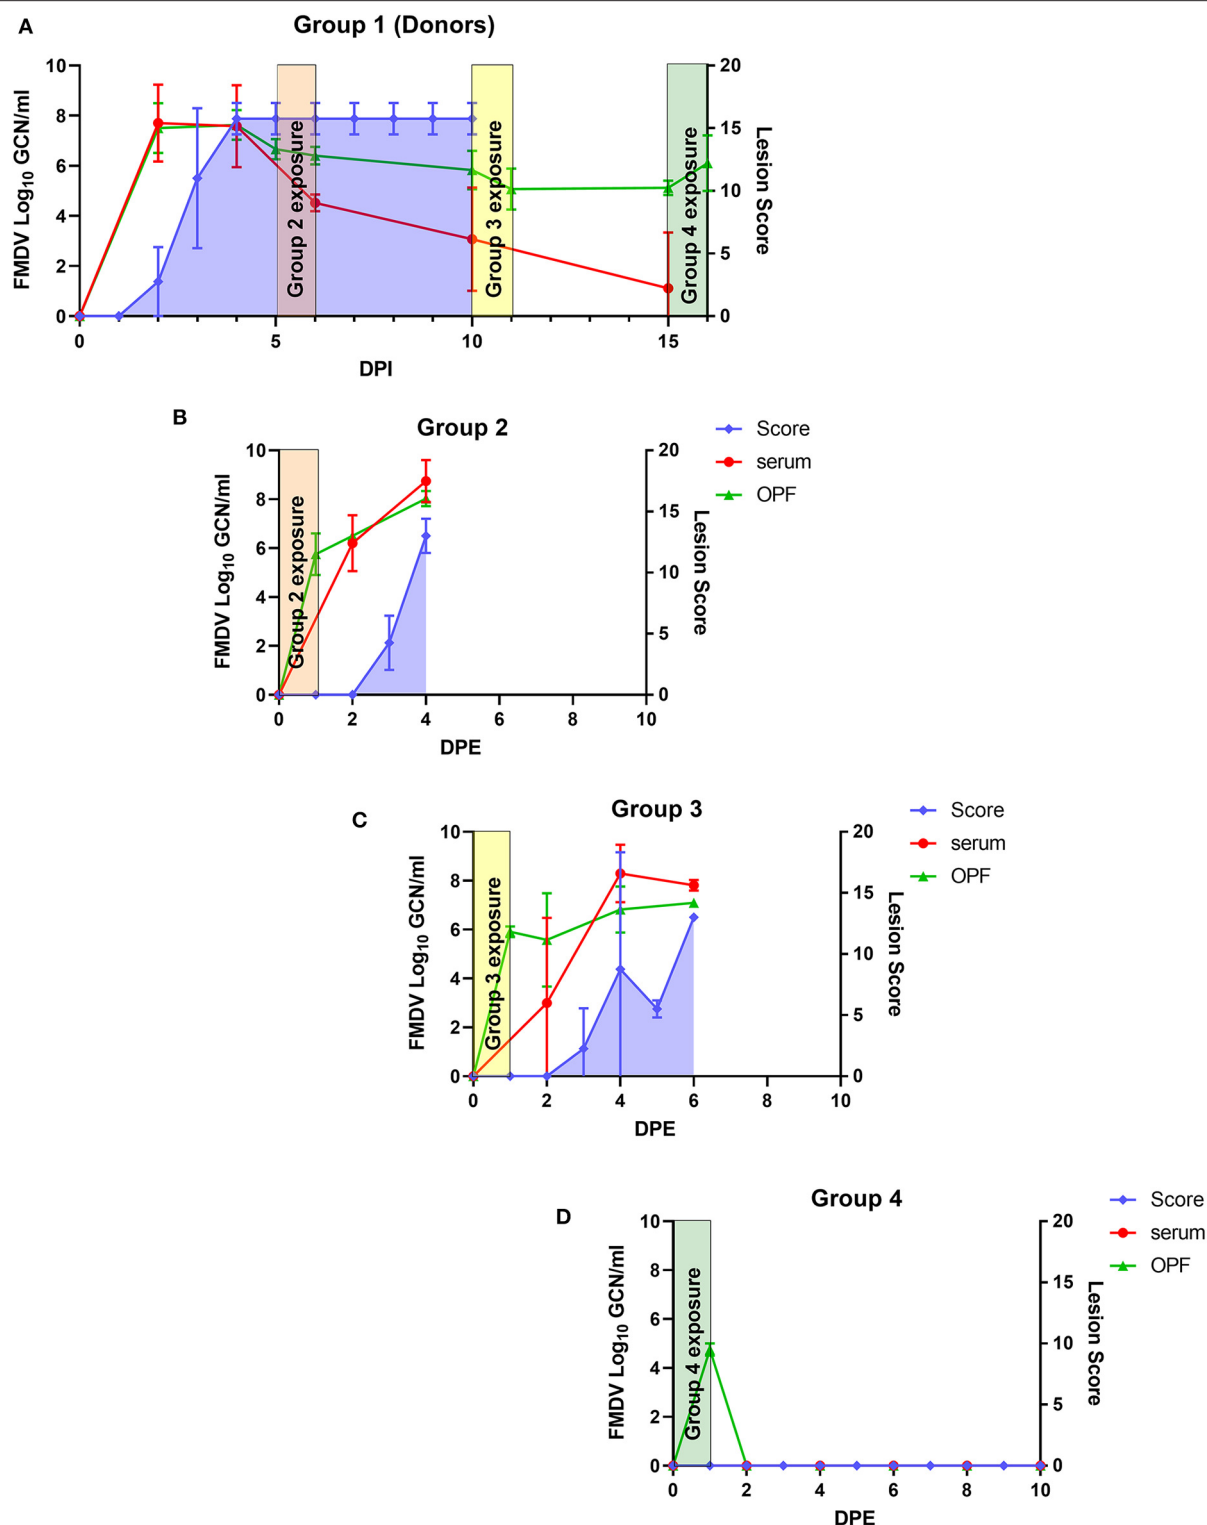 A
Group 1 (Donors)
FMDV Log10 GCN/ml
10
8
6
4
2
0
Group 2 exposure
Group 3 exposure
Group 4 exposure
20
15
10
5
0
Lesion Score
0
5
10
15
DPI
B
Group 2
FMDV Log10 GCN/ml
10
8
6
4
2
0
Group 2 exposure
20
15
10
5
0
Lesion Score
0
2
4
6
8
10
DPE
Score
serum
OPF
C
Group 3
FMDV Log10 GCN/ml
10
8
6
4
2
0
Group 3 exposure
20
15
10
5
0
Lesion Score
0
2
4
6
8
10
DPE
Score
serum
OPF
D
Group 4
FMDV Log10 GCN/ml
10
8
6
4
2
0
Group 4 exposure
20
15
10
5
0
Lesion Score
0
2
4
6
8
10
DPE
Score
serum
OPF